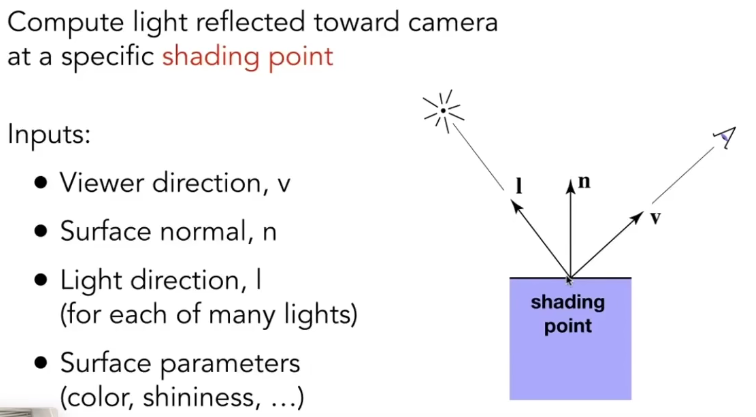 Compute light reflected toward camera
at a specific shading point
Inputs:
• Viewer direction, v
• Surface normal, n
• Light direction, l
(for each of many lights)
• Surface parameters
(color, shininess, ...)
l
n
v
shading
point